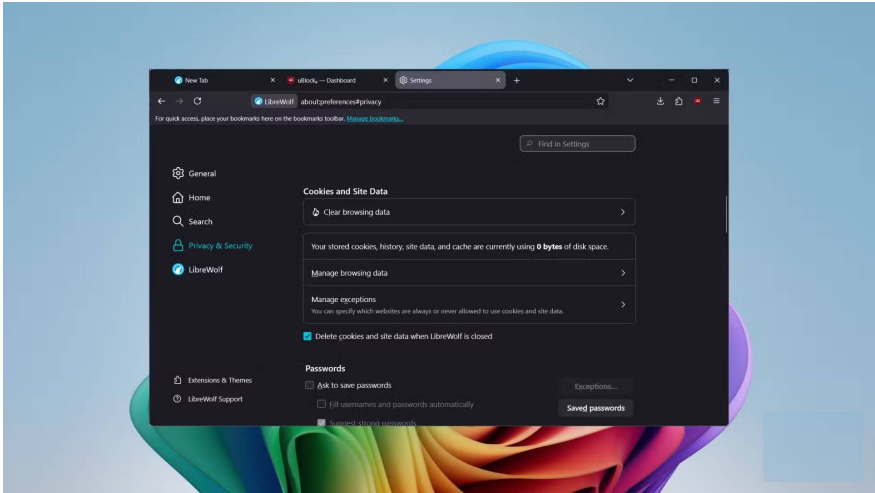 New Tab
uBlock₀ — Dashboard
Settings
LibreWolf
about:preferences#privacy
For quick access, place your bookmarks here on the bookmarks toolbar. Manage bookmarks...
Find in Settings
General
Home
Search
Privacy & Security
LibreWolf
Extensions & Themes
LibreWolf Support
Cookies and Site Data
Clear browsing data
Your stored cookies, history, site data, and cache are currently using 0 bytes of disk space.
Manage browsing data
Manage exceptions
You can specify which websites are always or never allowed to use cookies and site data.
Delete cookies and site data when LibreWolf is closed
Passwords
Ask to save passwords
Exceptions...
Fill usernames and passwords automatically
Saved passwords
Suggest strong passwords